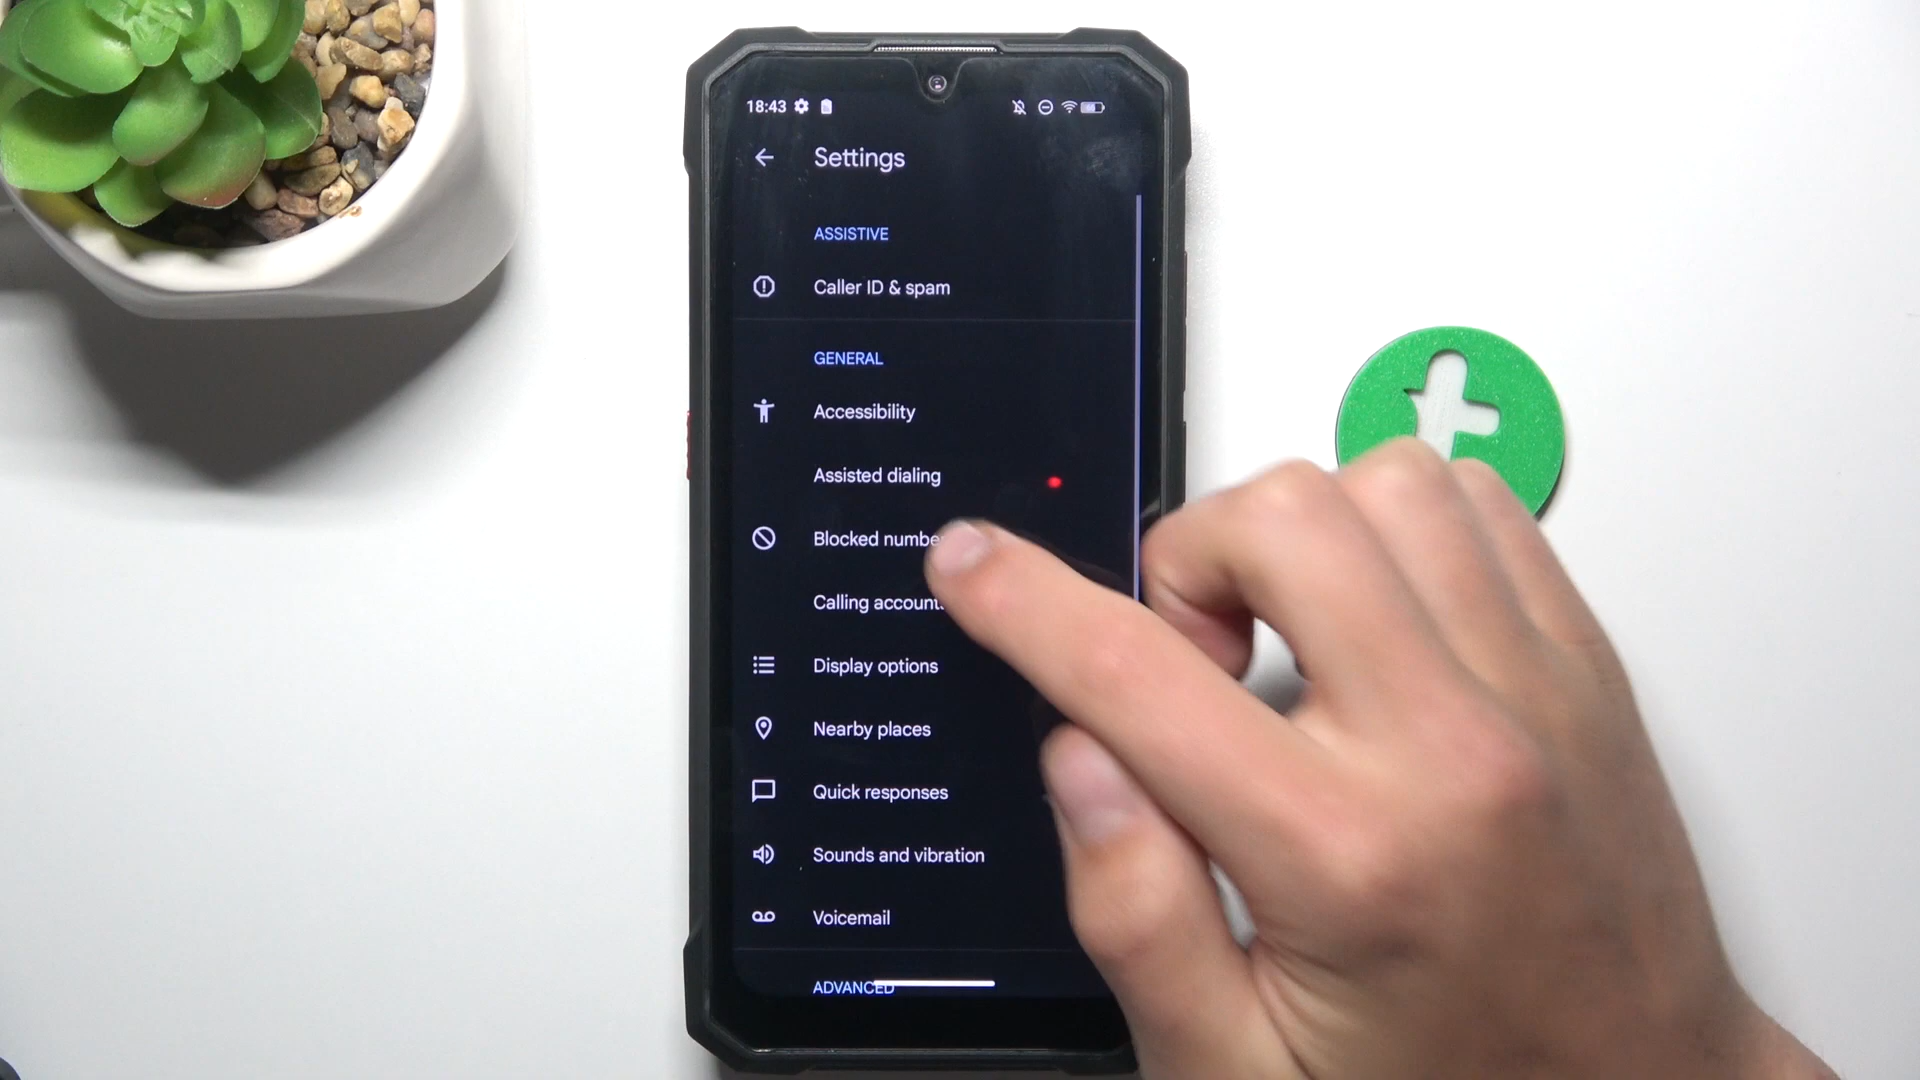 18:43
Settings
ASSISTIVE
Caller ID & spam
GENERAL
Accessibility
Assisted dialing
Blocked numbe
Calling account
Display options
Nearby places
Quick responses
Sounds and vibration
Voicemail
ADVANCED